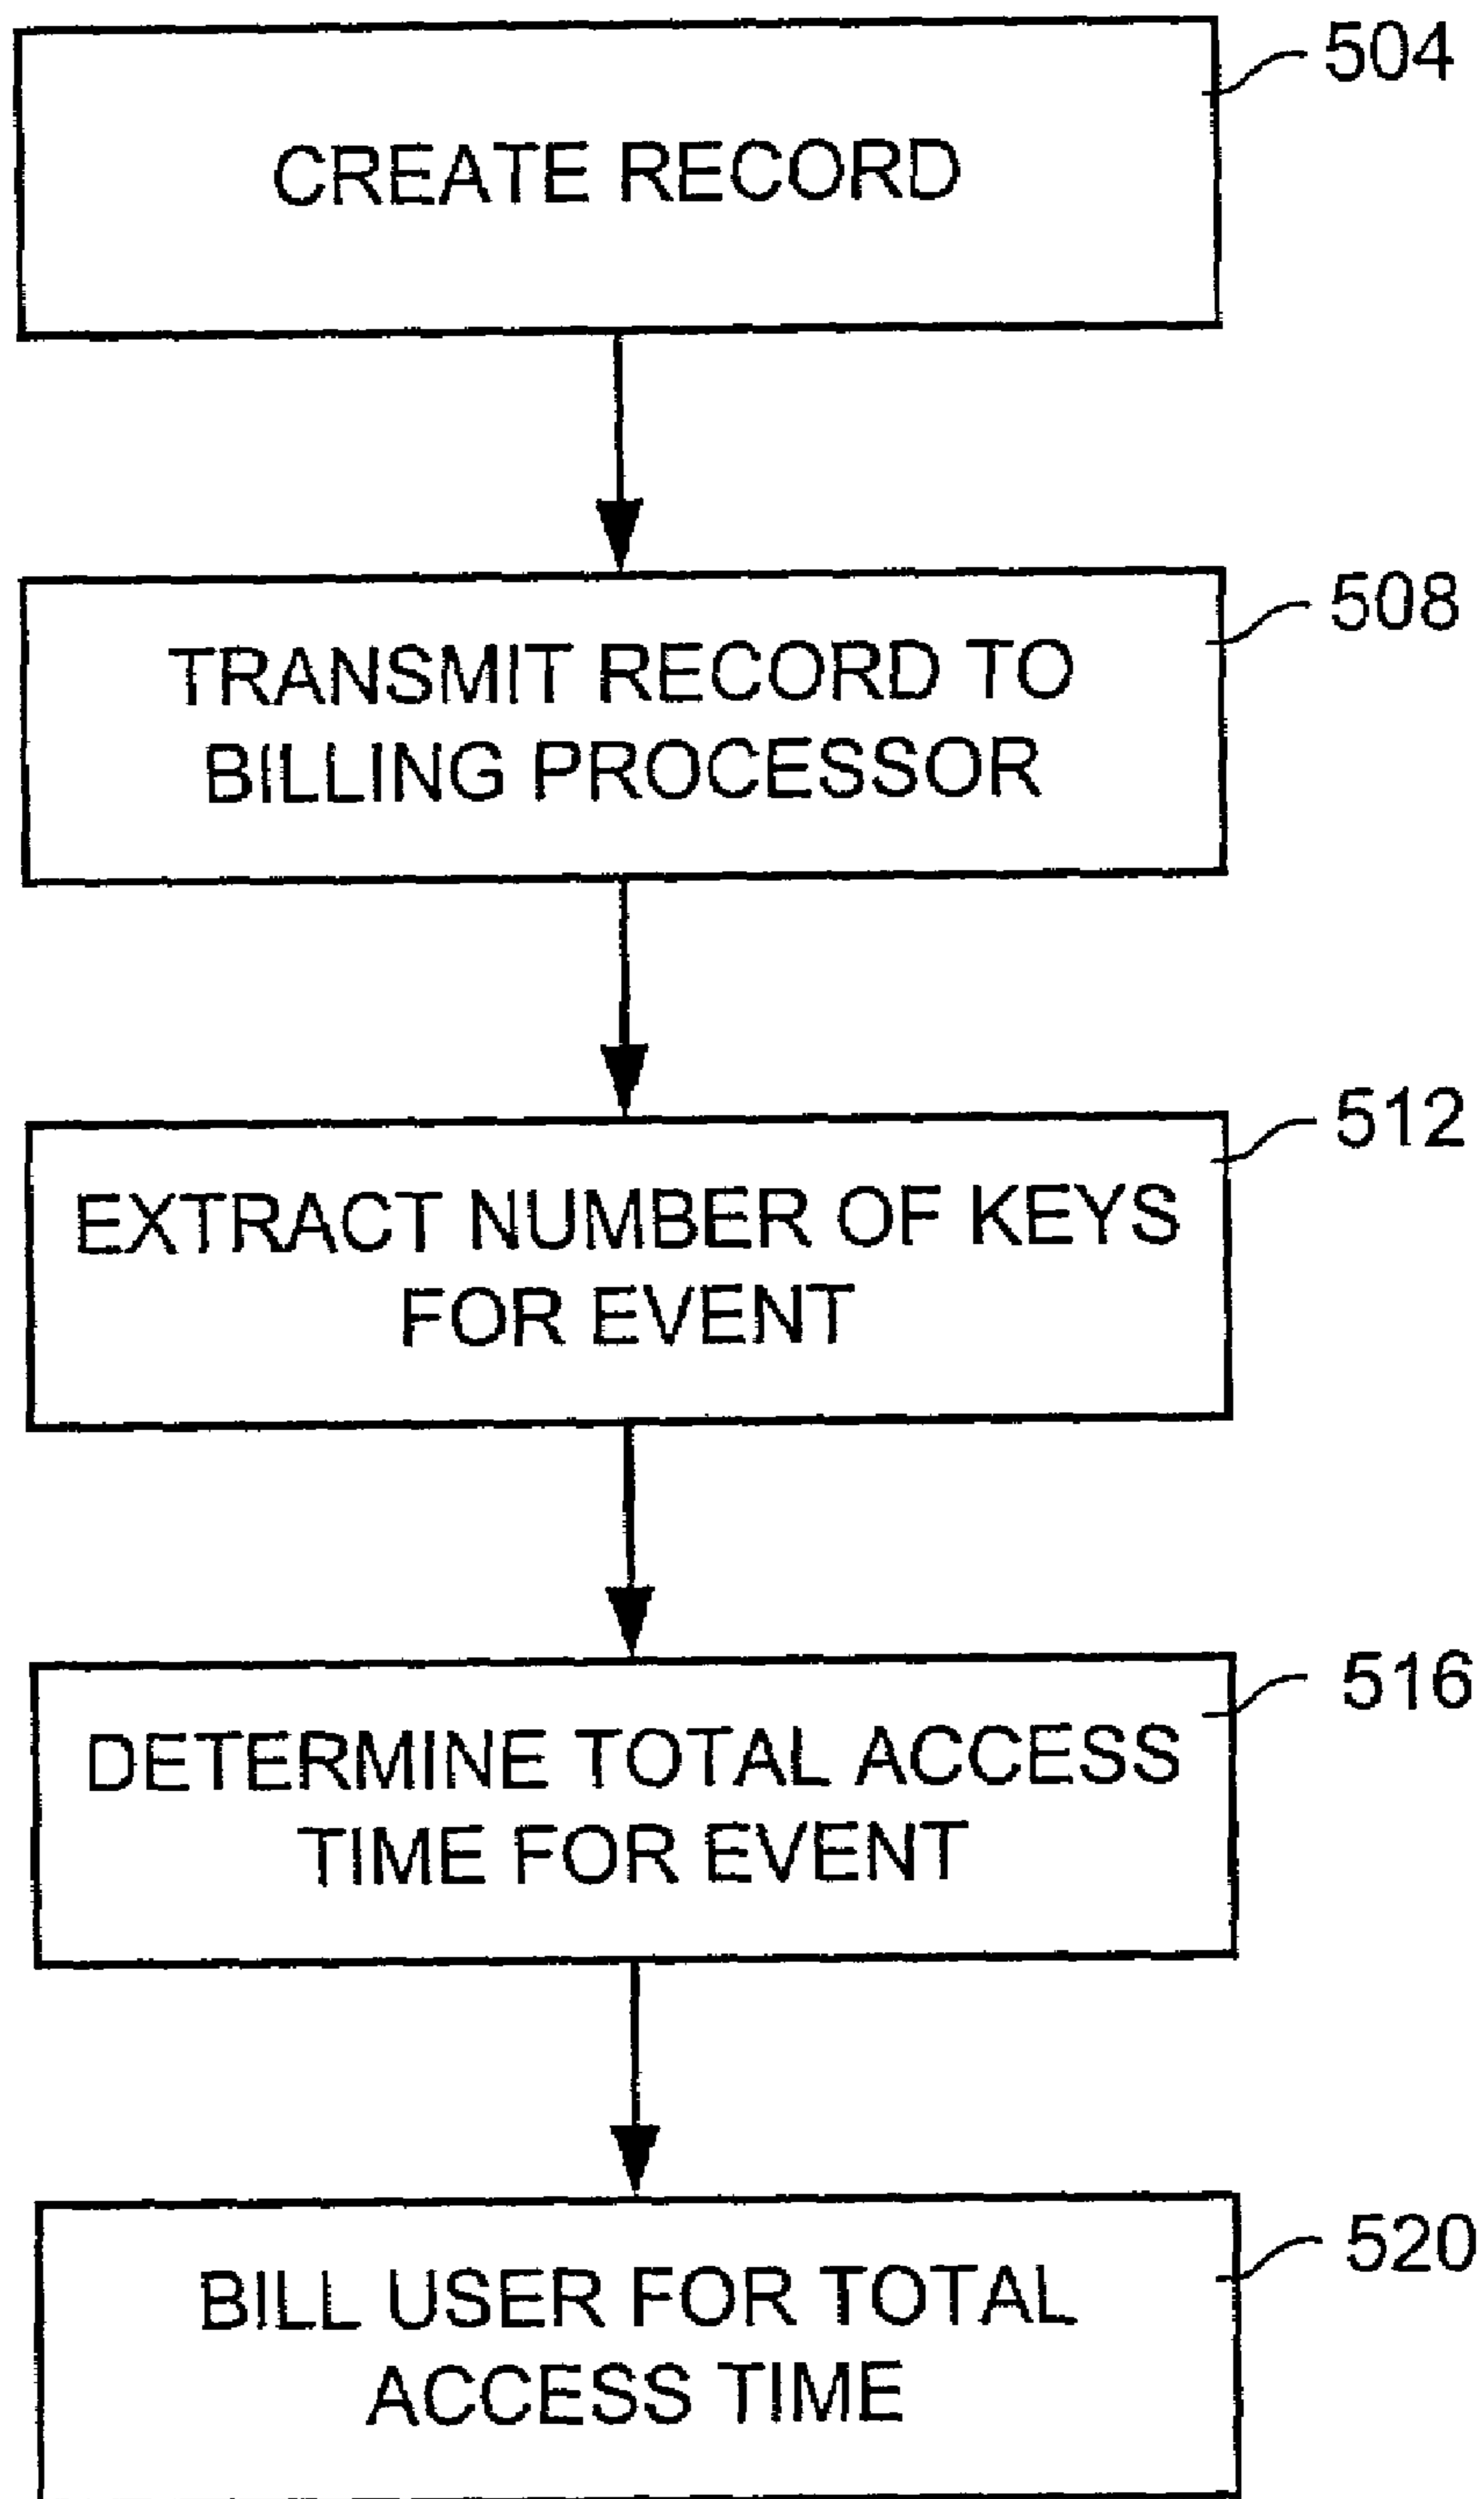 504
CREATE RECORD
508
TRANSMIT RECORD TO
BILLING PROCESSOR
512
EXTRACT NUMBER OF KEYS
FOR EVENT
516
DETERMINE TOTAL ACCESS
TIME FOR EVENT
520
BILL USER FOR TOTAL
ACCESS TIME